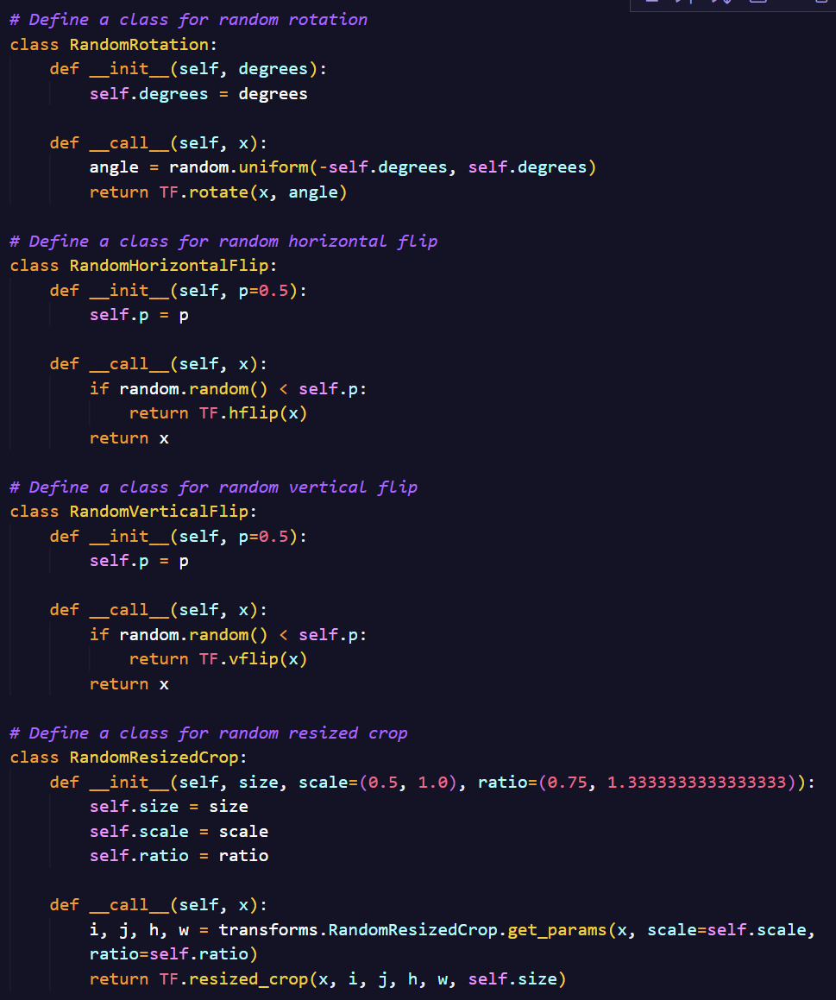 # Define a class for random rotation
class RandomRotation:
    def __init__(self, degrees):
        self.degrees = degrees

    def __call__(self, x):
        angle = random.uniform(-self.degrees, self.degrees)
        return TF.rotate(x, angle)

# Define a class for random horizontal flip
class RandomHorizontalFlip:
    def __init__(self, p=0.5):
        self.p = p

    def __call__(self, x):
        if random.random() < self.p:
            return TF.hflip(x)
        return x

# Define a class for random vertical flip
class RandomVerticalFlip:
    def __init__(self, p=0.5):
        self.p = p

    def __call__(self, x):
        if random.random() < self.p:
            return TF.vflip(x)
        return x

# Define a class for random resized crop
class RandomResizedCrop:
    def __init__(self, size, scale=(0.5, 1.0), ratio=(0.75, 1.3333333333333333)):
        self.size = size
        self.scale = scale
        self.ratio = ratio

    def __call__(self, x):
        i, j, h, w = transforms.RandomResizedCrop.get_params(x, scale=self.scale,
        ratio=self.ratio)
        return TF.resized_crop(x, i, j, h, w, self.size)